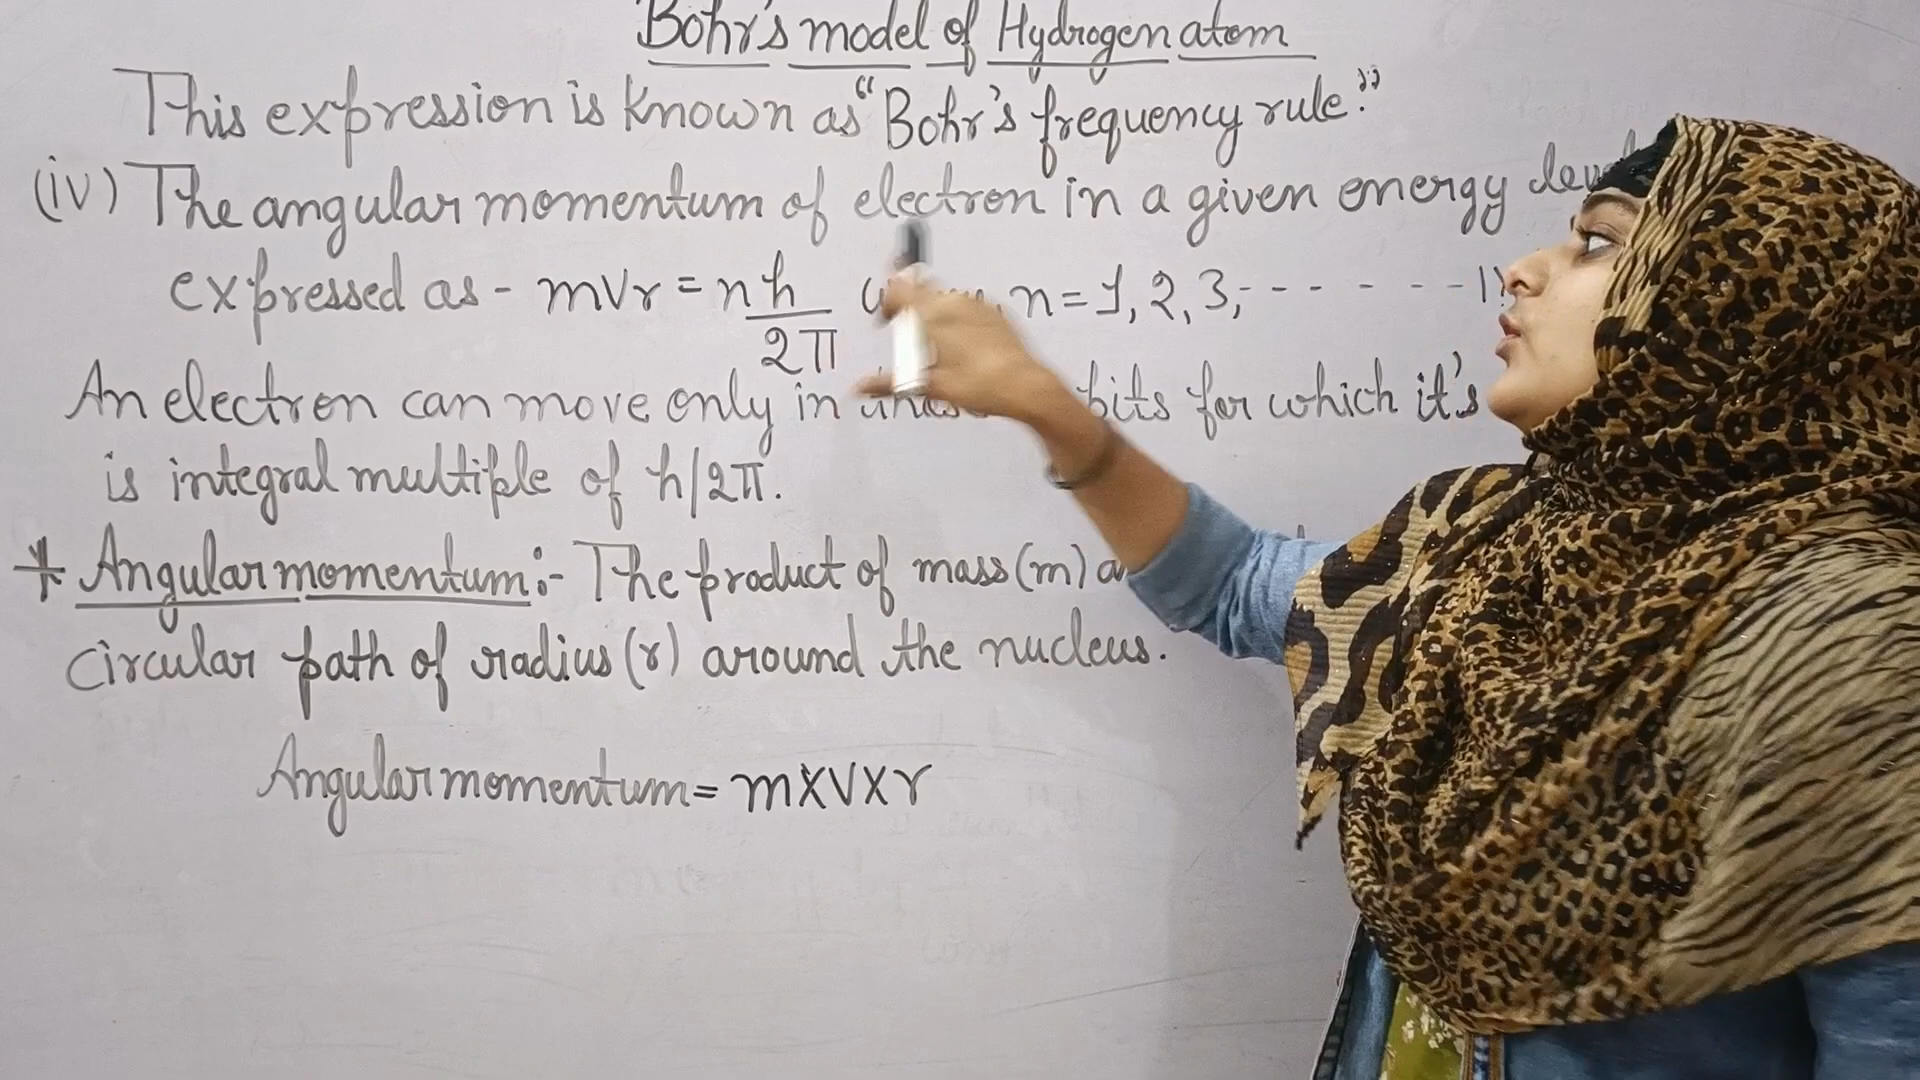 Bohr's model of Hydrogen atom
This expression is known as "Bohr's frequency rule."
(iv) The angular momentum of electron in a given energy
expressed as - mvr = nh/2π n=1, 2, 3, - - - - - -
An electron can move only in for which it's
is integral multiple of h/2π.
* Angular momentum:- The product of mass (m)
circular path of radius (r) around the nucleus.
Angular momentum = m×v×r